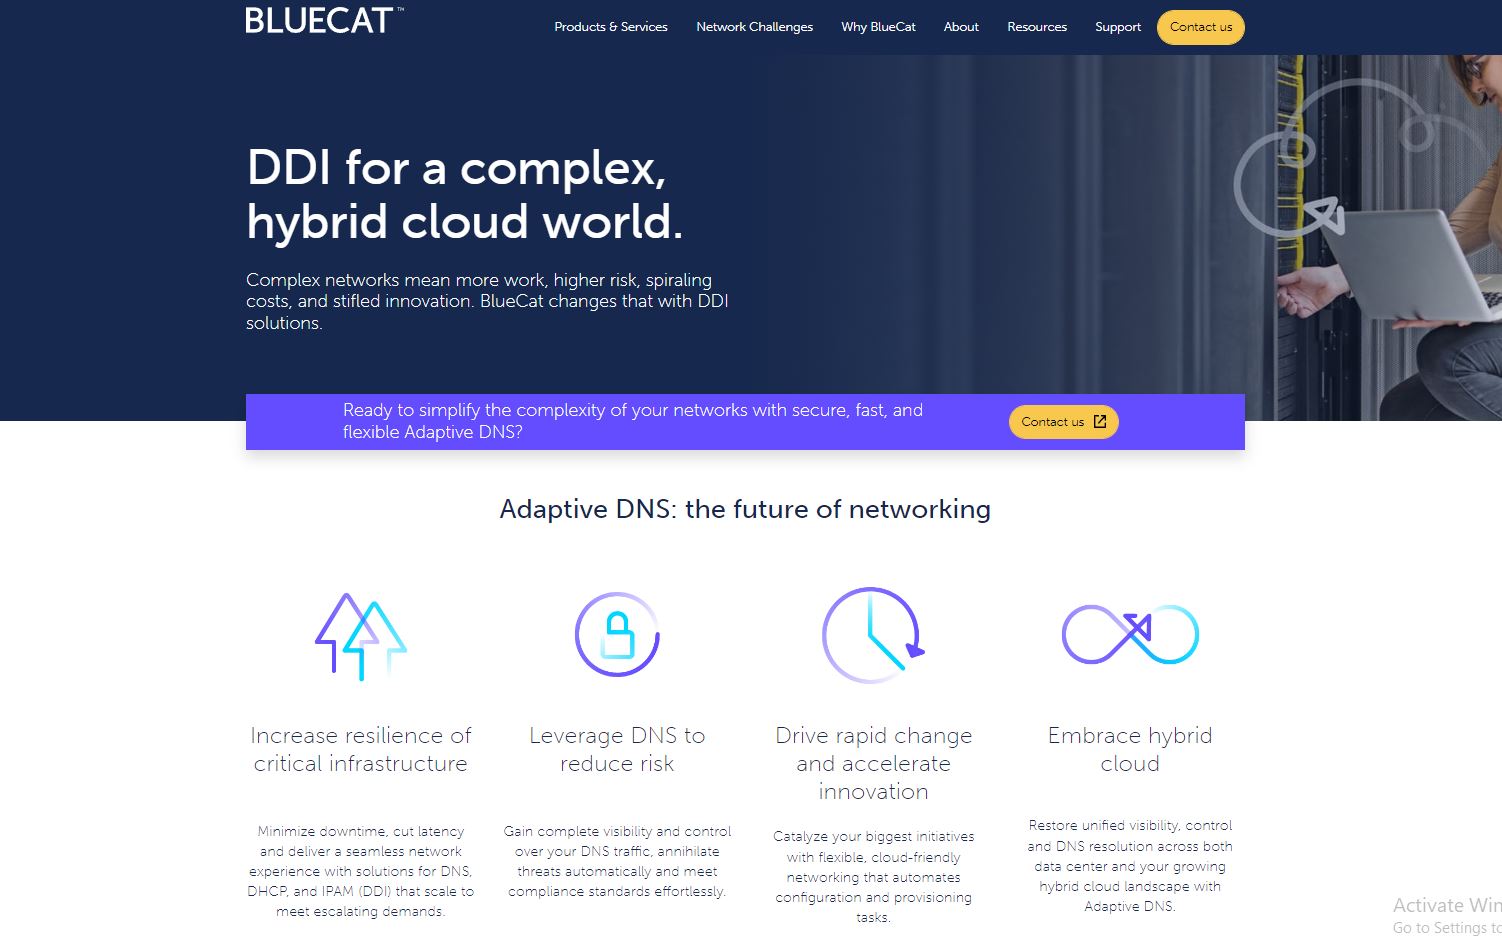 BLUECAT™
Products & Services
Network Challenges
Why BlueCat
About
Resources
Support
Contact us
DDI for a complex,
hybrid cloud world.
Complex networks mean more work, higher risk, spiraling
costs, and stifled innovation. BlueCat changes that with DDI
solutions.
Ready to simplify the complexity of your networks with secure, fast, and
flexible Adaptive DNS?
Contact us
Adaptive DNS: the future of networking
Increase resilience of
critical infrastructure
Minimize downtime, cut latency
and deliver a seamless network
experience with solutions for DNS,
DHCP, and IPAM (DDI) that scale to
meet escalating demands.
Leverage DNS to
reduce risk
Gain complete visibility and control
over your DNS traffic, annihilate
threats automatically and meet
compliance standards effortlessly.
Drive rapid change
and accelerate
innovation
Catalyze your biggest initiatives
with flexible, cloud-friendly
networking that automates
configuration and provisioning
tasks.
Embrace hybrid
cloud
Restore unified visibility, control
and DNS resolution across both
data center and your growing
hybrid cloud landscape with
Adaptive DNS.
Activate Win
Go to Settings to